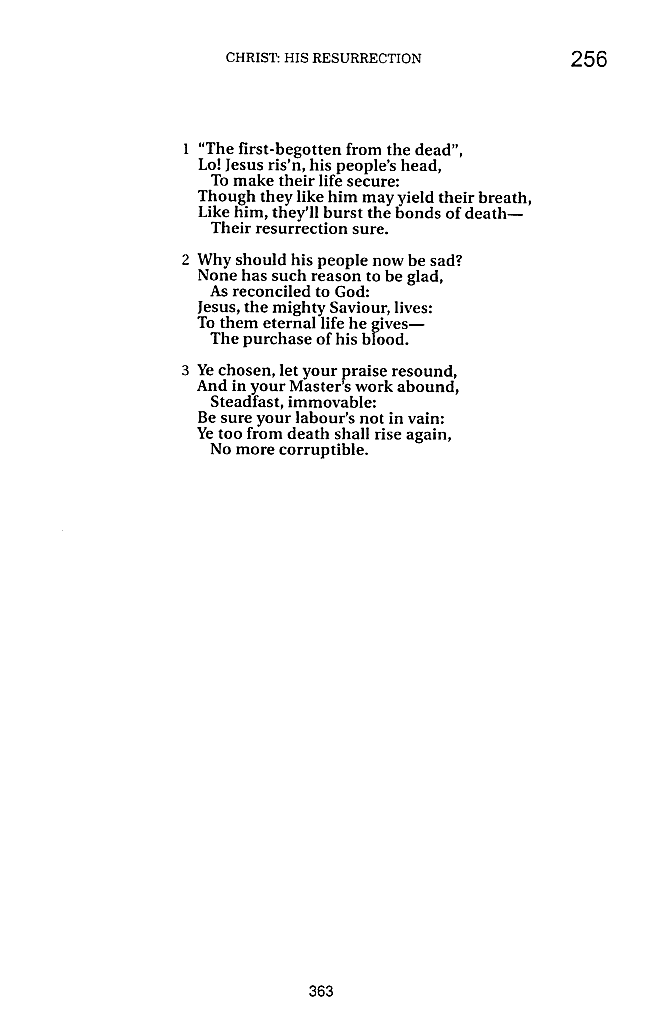 CHRIST: HIS RESURRECTION 256
1 “The first-begotten from the dead”,
Lo! Jesus ris’n, his people’s head,
To make their life secure:
Though they like him may yield their breath,
Like him, they’ll burst the bonds of death—
Their resurrection sure.
2 Why should his people now be sad?
None has such reason to be glad,
As reconciled to God:
Jesus, the mighty Saviour, lives:
To them eternal life he gives—
The purchase of his blood.
3 Ye chosen, let your praise resound,
And in your Master’s work abound,
Steadfast, immovable:
Be sure your labour’s not in vain:
Ye too from death shall rise again,
No more corruptible.
363